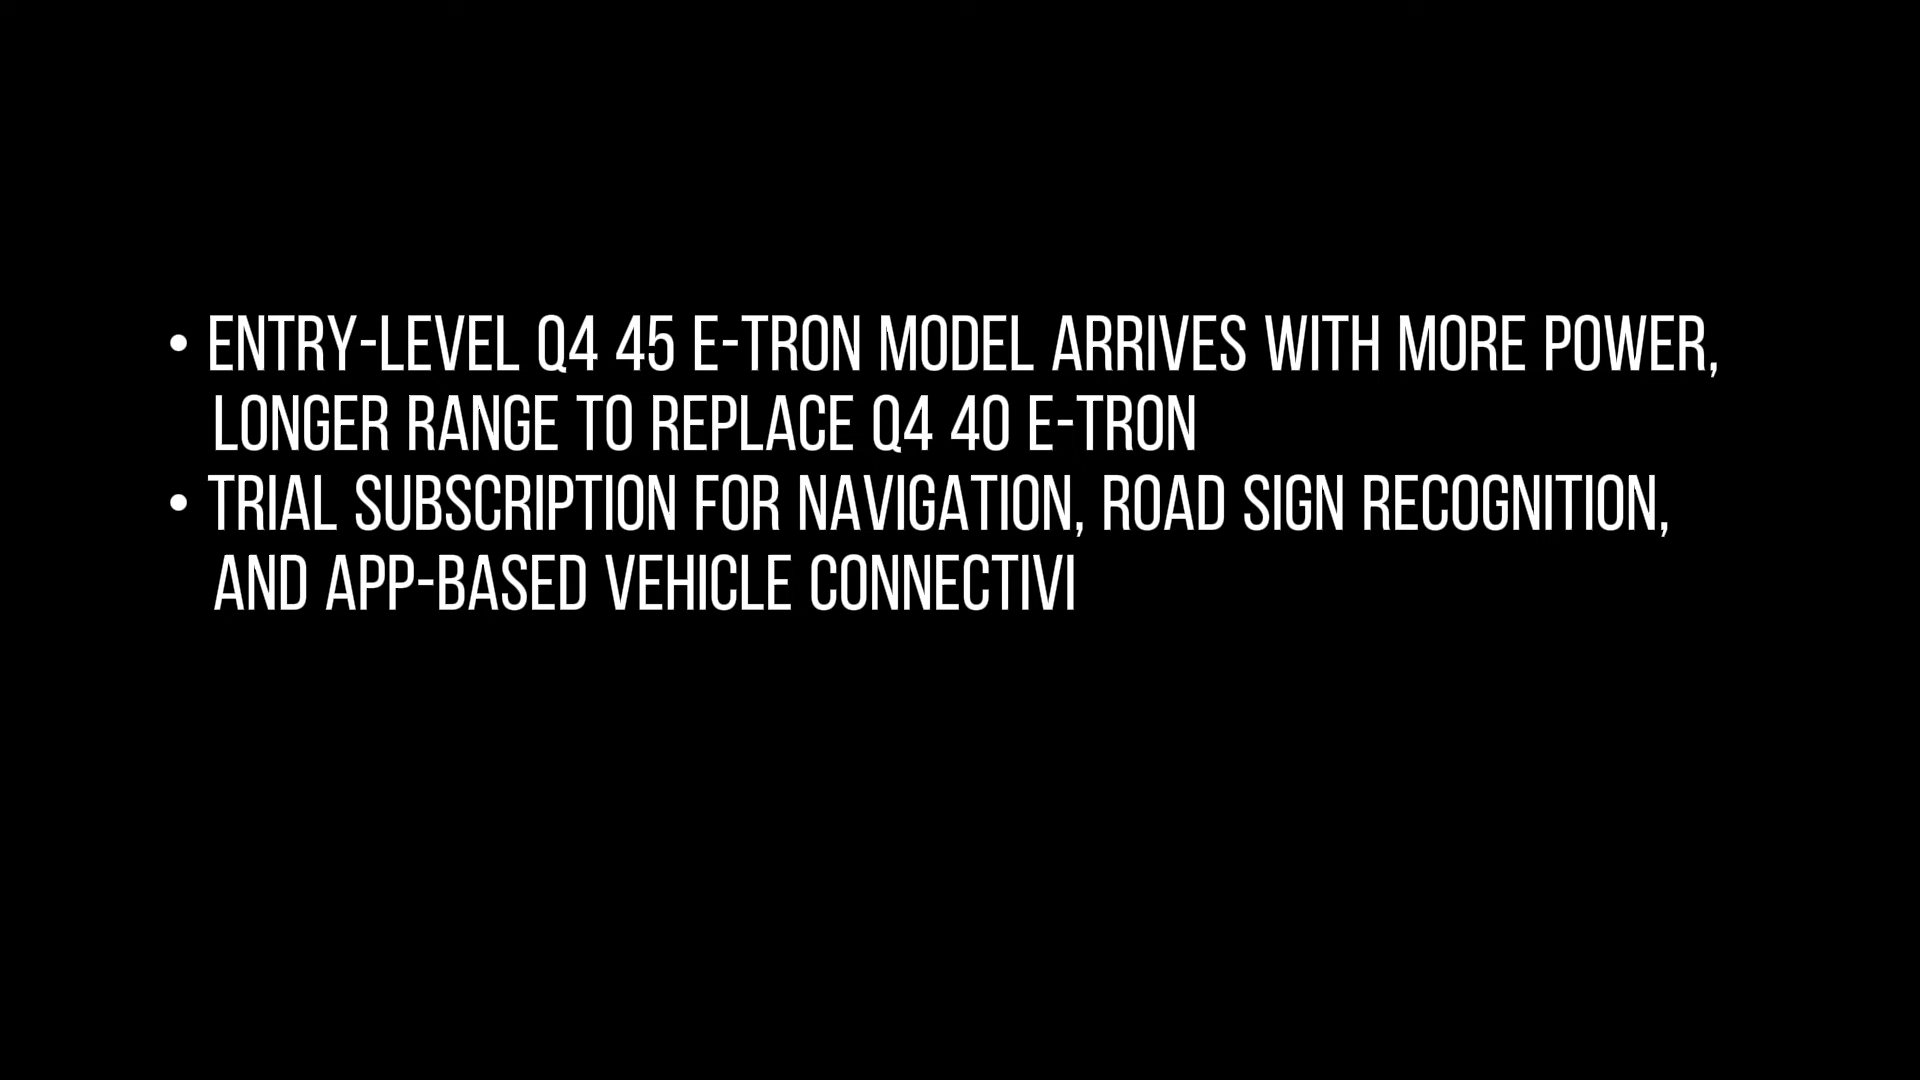 • ENTRY-LEVEL Q4 45 E-TRON MODEL ARRIVES WITH MORE POWER,
LONGER RANGE TO REPLACE Q4 40 E-TRON
• TRIAL SUBSCRIPTION FOR NAVIGATION, ROAD SIGN RECOGNITION,
AND APP-BASED VEHICLE CONNECTIVI